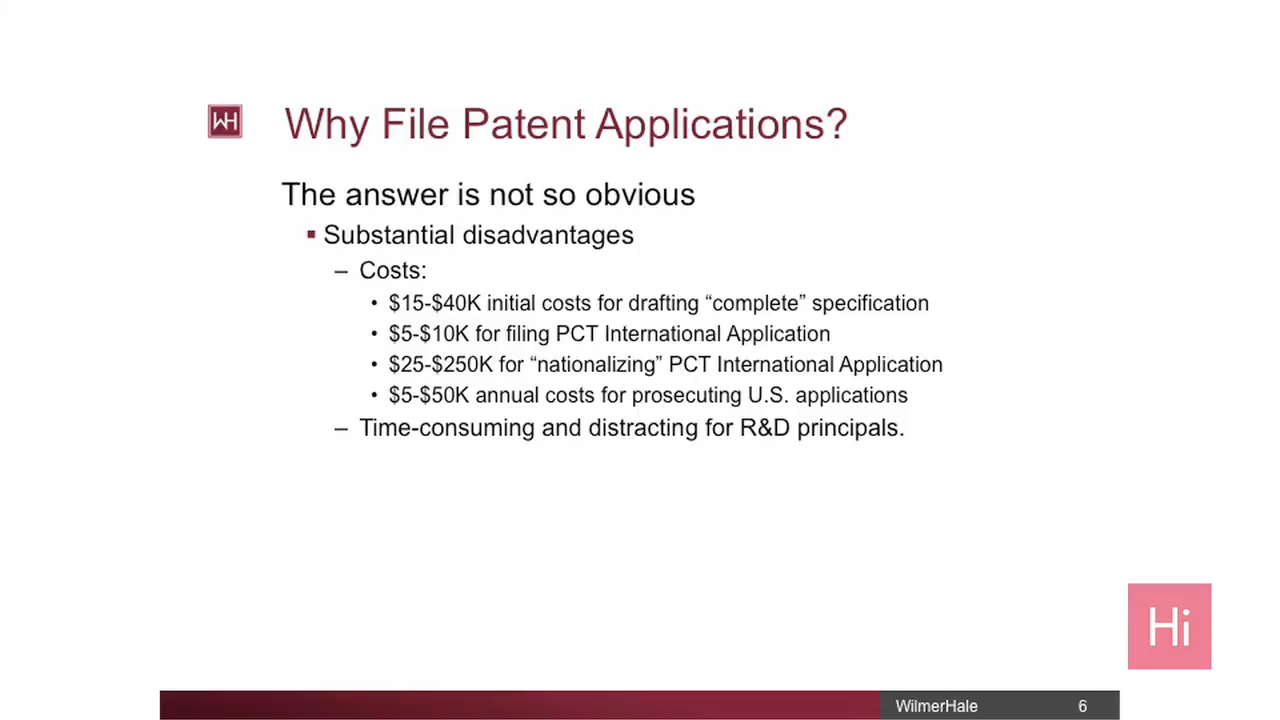 WH
Why File Patent Applications?
The answer is not so obvious
▪ Substantial disadvantages
– Costs:
• $15-$40K initial costs for drafting “complete” specification
• $5-$10K for filing PCT International Application
• $25-$250K for “nationalizing” PCT International Application
• $5-$50K annual costs for prosecuting U.S. applications
– Time-consuming and distracting for R&D principals.
Hi
WilmerHale 6